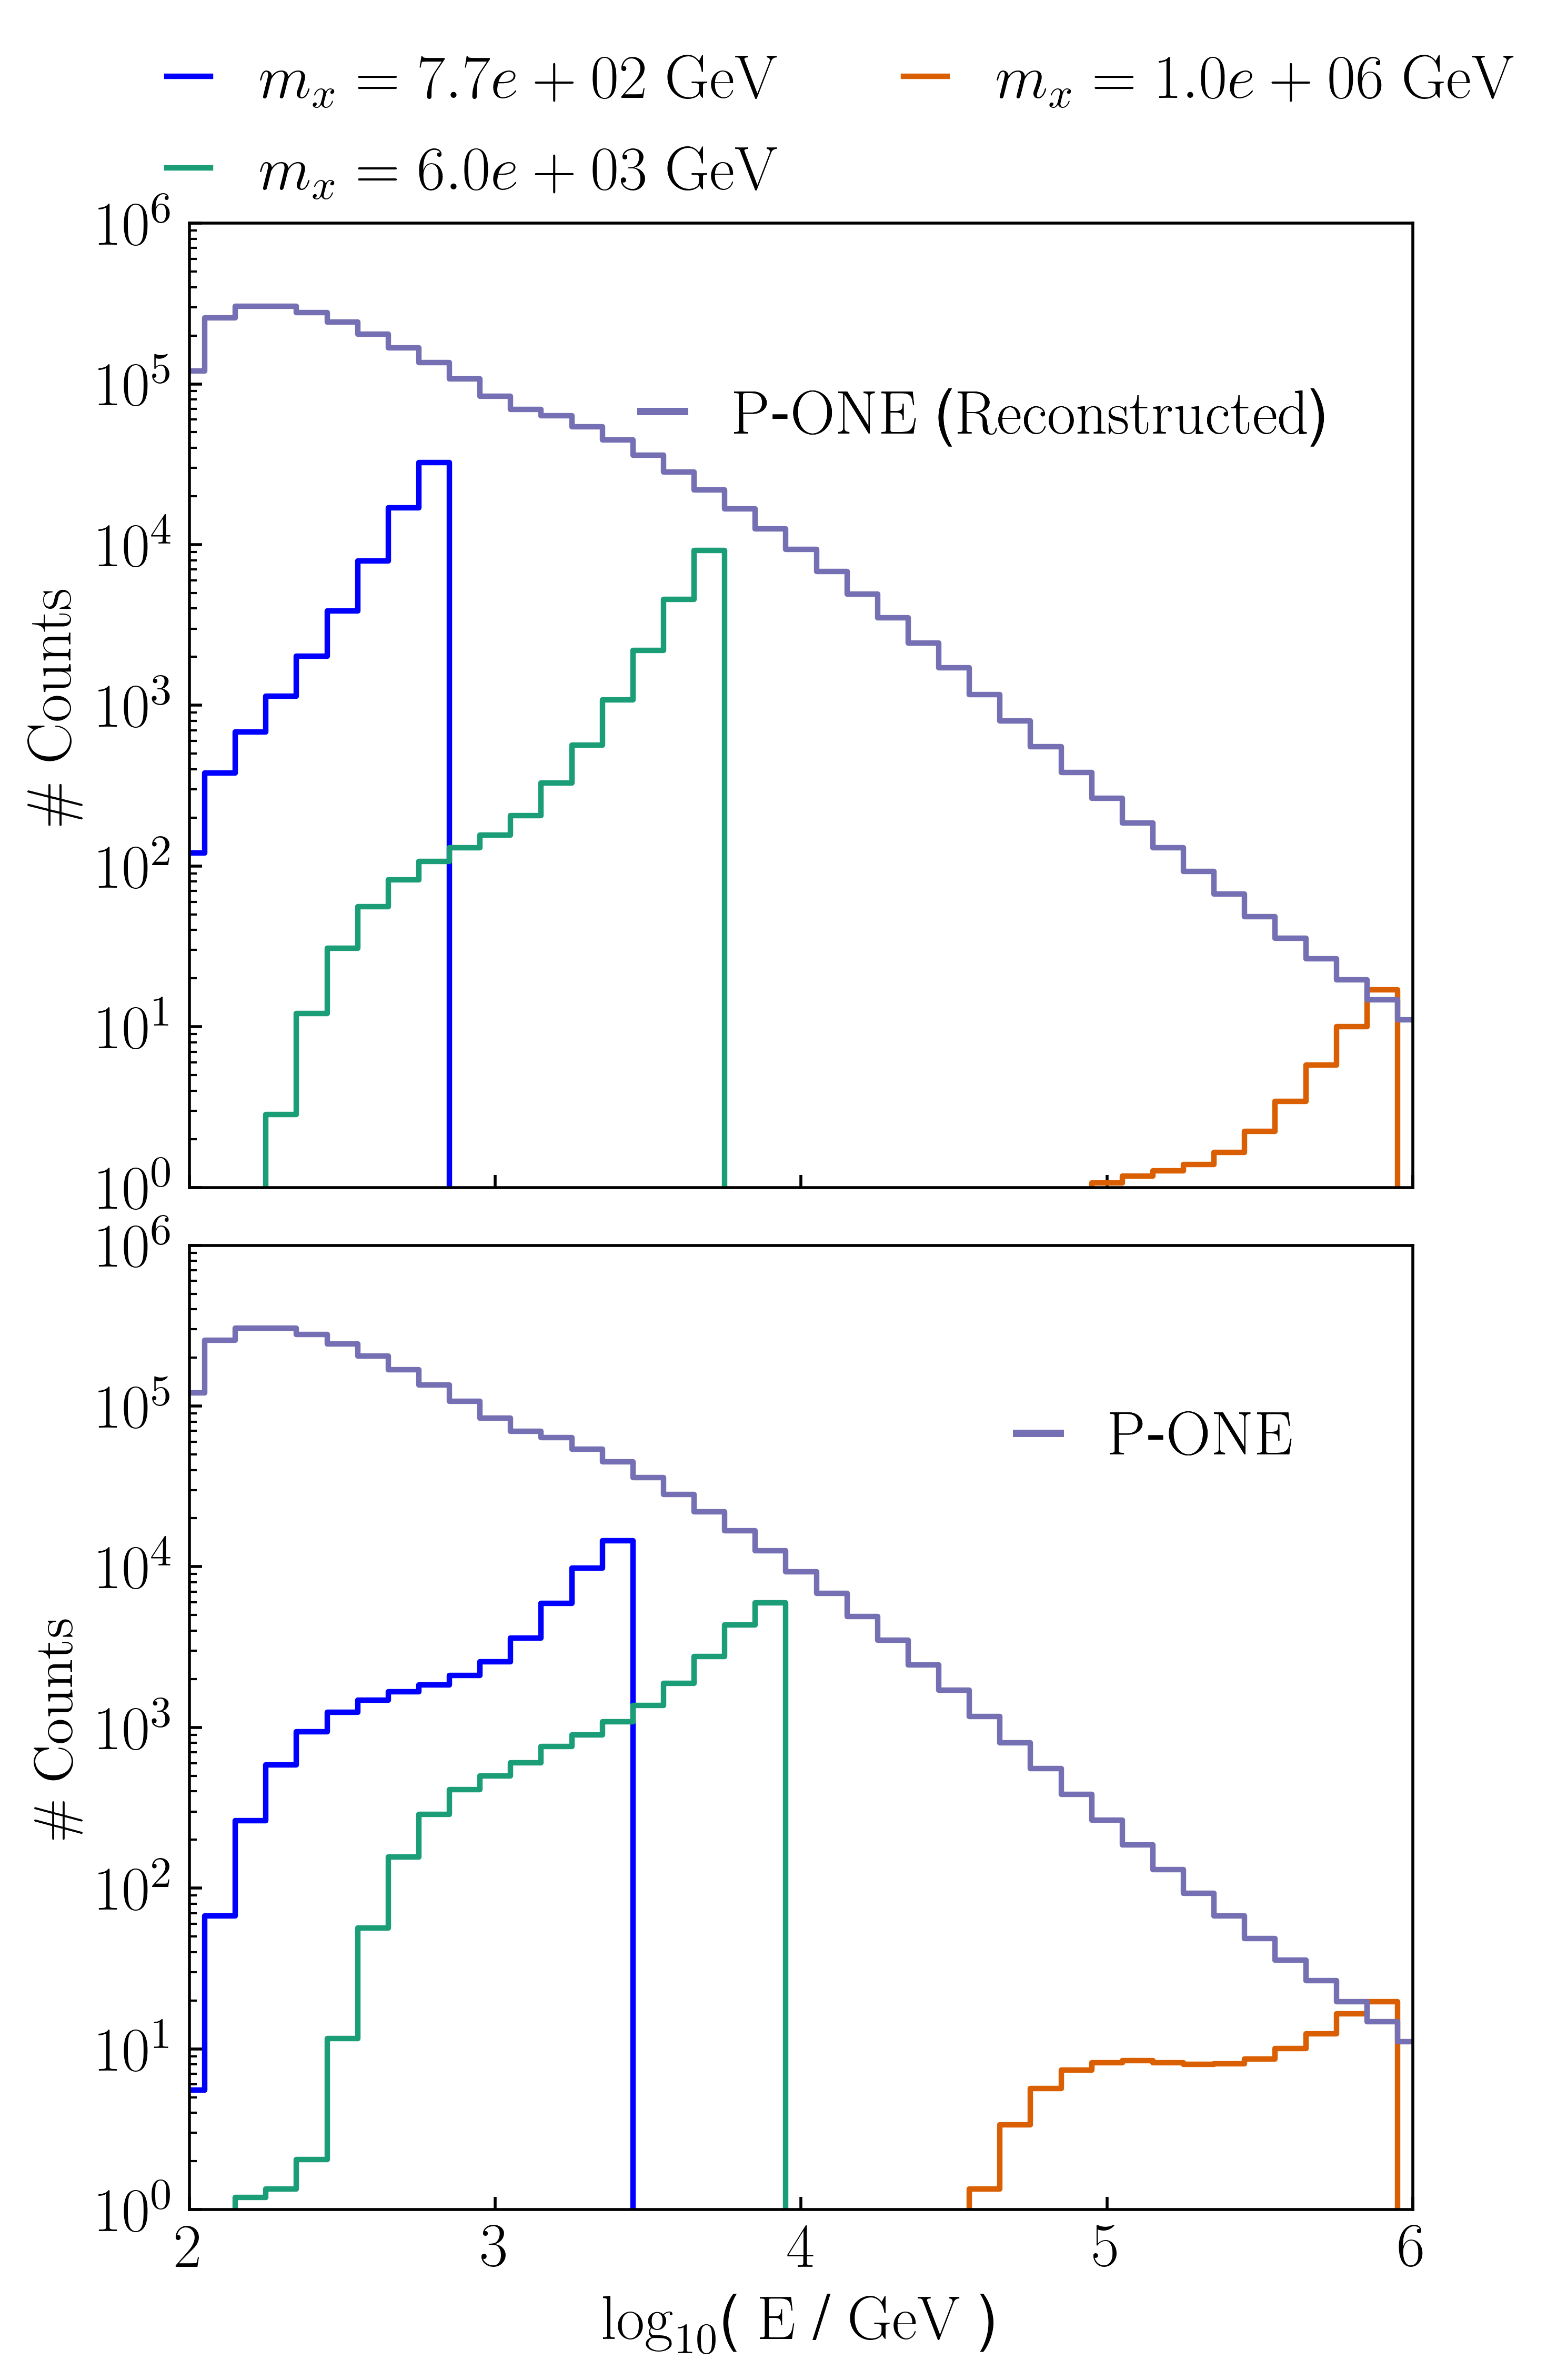 m_x = 7.7e + 02 GeV
m_x = 1.0e + 06 GeV
m_x = 6.0e + 03 GeV
10^6
10^5
P-ONE (Reconstructed)
10^4
# Counts
10^3
10^2
10^1
10^0
10^6
10^5
P-ONE
10^4
# Counts
10^3
10^2
10^1
10^0
2 3 4 5 6
log_10( E / GeV )